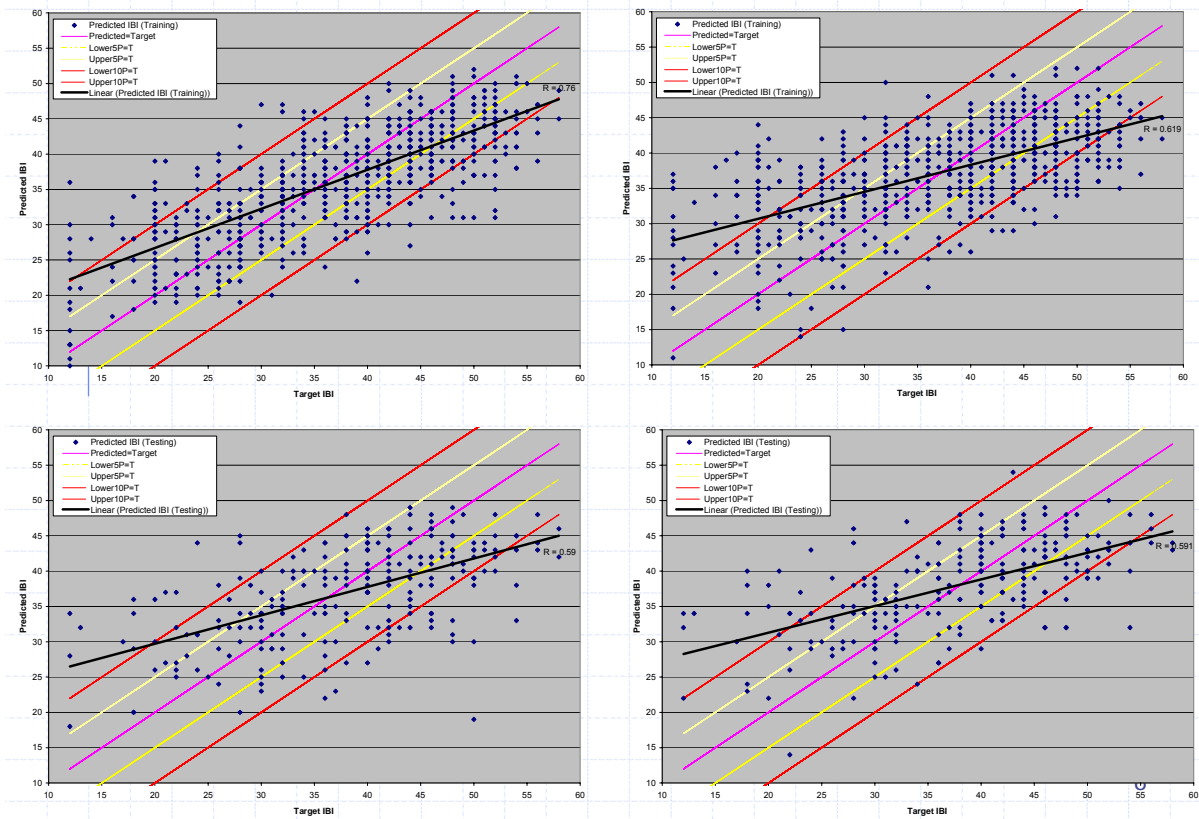 Predicted IBI (Training)
Predicted=Target
Lower5P=T
Upper5P=T
Lower10P=T
Upper10P=T
Linear (Predicted IBI (Training))
R = 0.76
60
55
50
45
40
35
30
25
20
15
10
Predicted IBI
10 15 20 25 30 35 40 45 50 55 60
Target IBI
Predicted IBI (Training)
Predicted=Target
Lower5P=T
Upper5P=T
Lower10P=T
Upper10P=T
Linear (Predicted IBI (Training))
R = 0.619
60
55
50
45
40
35
30
25
20
15
10
Predicted IBI
10 15 20 25 30 35 40 45 50 55 60
Target IBI
Predicted IBI (Testing)
Predicted=Target
Lower5P=T
Upper5P=T
Lower10P=T
Upper10P=T
Linear (Predicted IBI (Testing))
R = 0.59
60
55
50
45
40
35
30
25
20
15
10
Predicted IBI
10 15 20 25 30 35 40 45 50 55 60
Target IBI
Predicted IBI (Testing)
Predicted=Target
Lower5P=T
Upper5P=T
Lower10P=T
Upper10P=T
Linear (Predicted IBI (Testing))
R = 0.591
60
55
50
45
40
35
30
25
20
15
10
Predicted IBI
10 15 20 25 30 35 40 45 50 55 60
Target IBI